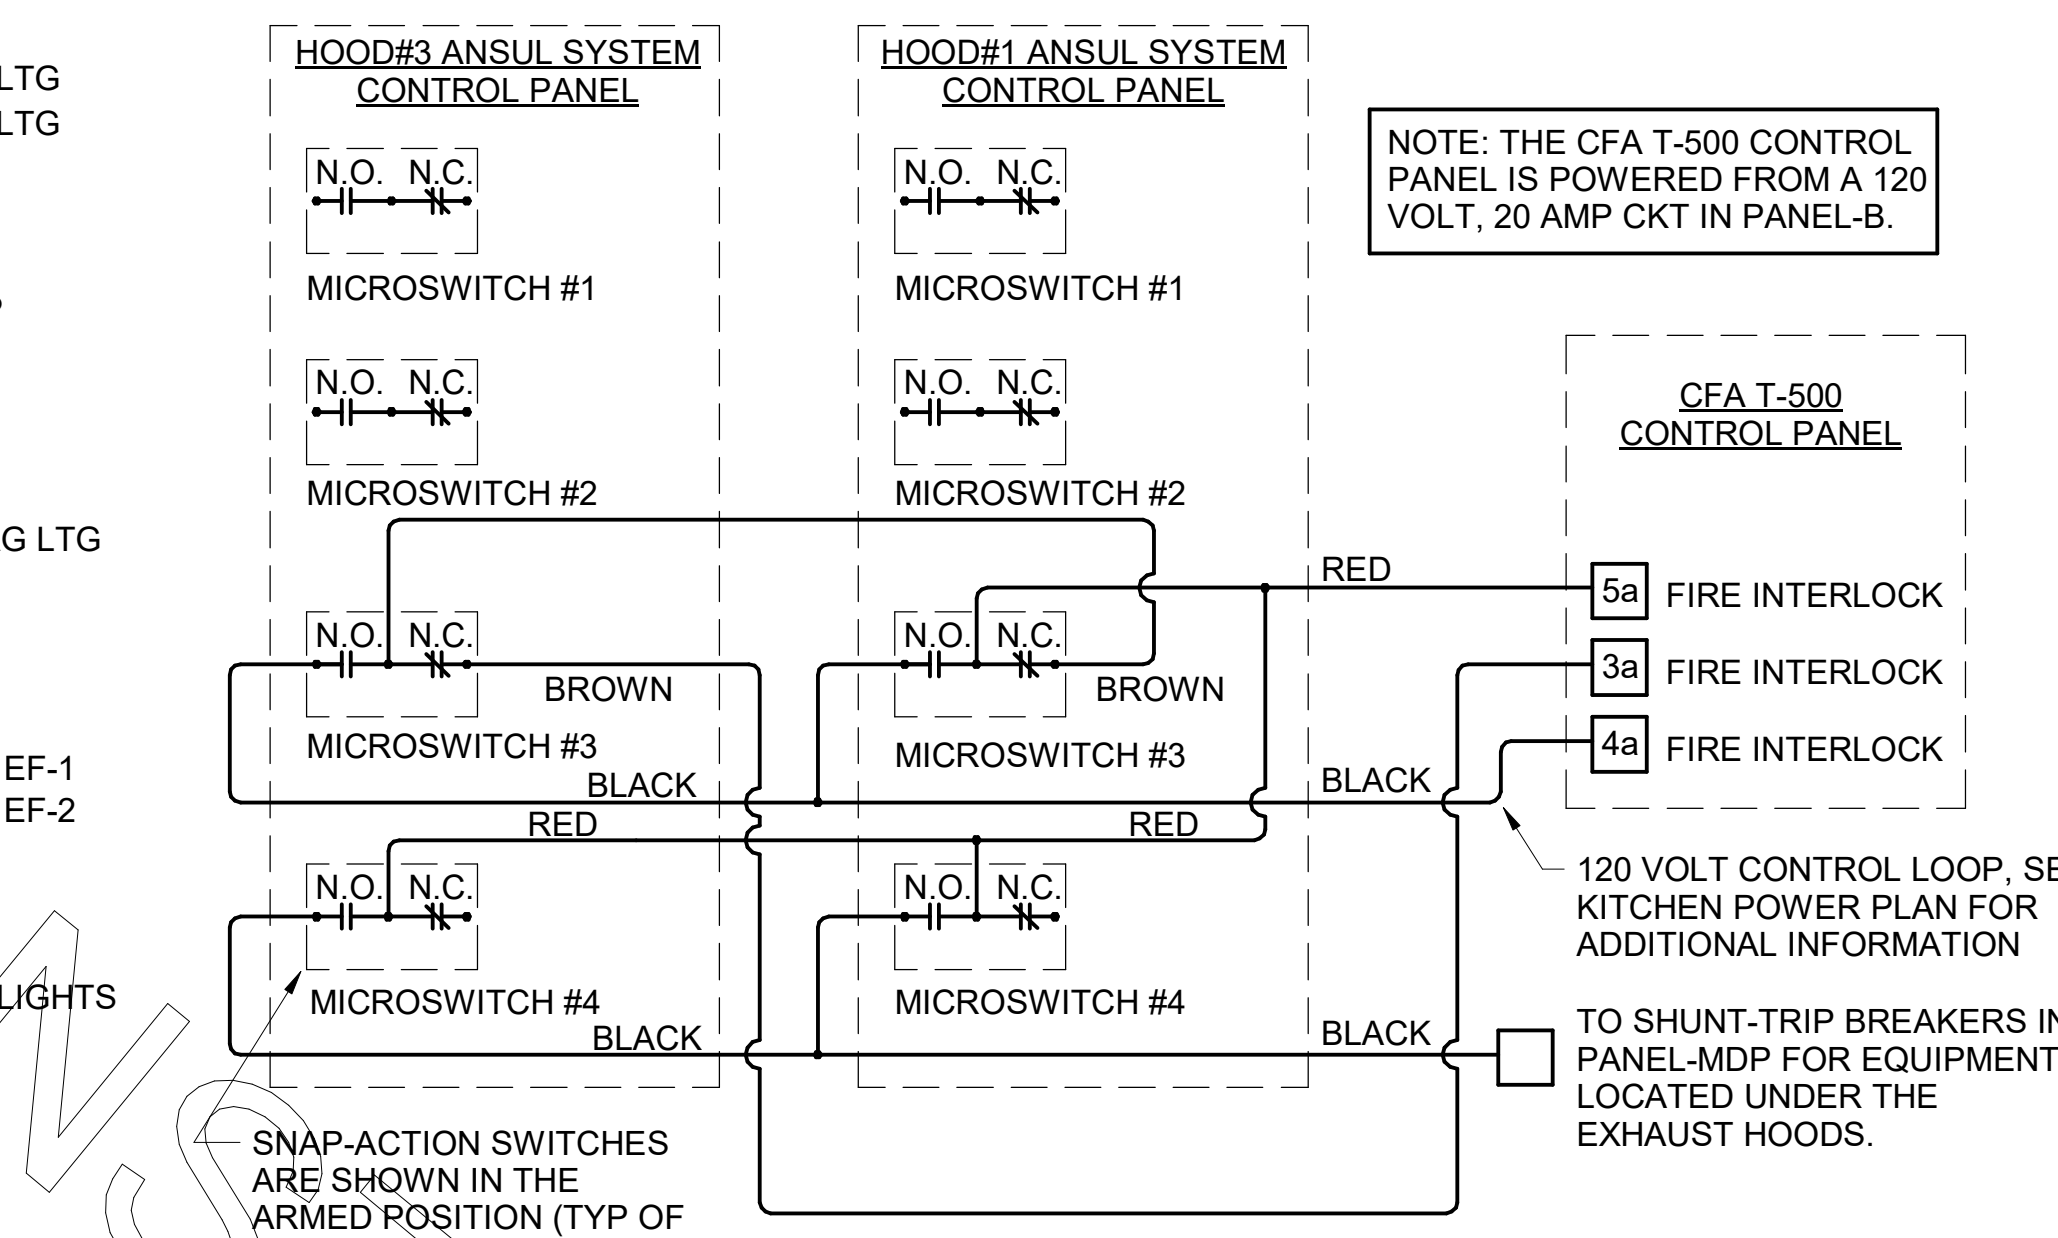 LTG
LTG
G LTG
EF-1
EF-2
LIGHTS
HOOD#3 ANSUL SYSTEM
CONTROL PANEL
N.O. N.C.
MICROSWITCH #1
N.O. N.C.
MICROSWITCH #2
N.O. N.C.
BROWN
MICROSWITCH #3
BLACK
RED
N.O. N.C.
MICROSWITCH #4
BLACK
SNAP-ACTION SWITCHES
ARE SHOWN IN THE
ARMED POSITION (TYP OF
HOOD#1 ANSUL SYSTEM
CONTROL PANEL
N.O. N.C.
MICROSWITCH #1
N.O. N.C.
MICROSWITCH #2
N.O. N.C.
BROWN
MICROSWITCH #3
RED
N.O. N.C.
MICROSWITCH #4
RED
BLACK
BLACK
NOTE: THE CFA T-500 CONTROL
PANEL IS POWERED FROM A 120
VOLT, 20 AMP CKT IN PANEL-B.
CFA T-500
CONTROL PANEL
5a FIRE INTERLOCK
3a FIRE INTERLOCK
4a FIRE INTERLOCK
120 VOLT CONTROL LOOP,
KITCHEN POWER PLAN FOR
ADDITIONAL INFORMATION
TO SHUNT-TRIP BREAKERS IN
PANEL-MDP FOR EQUIPMENT
LOCATED UNDER THE
EXHAUST HOODS.